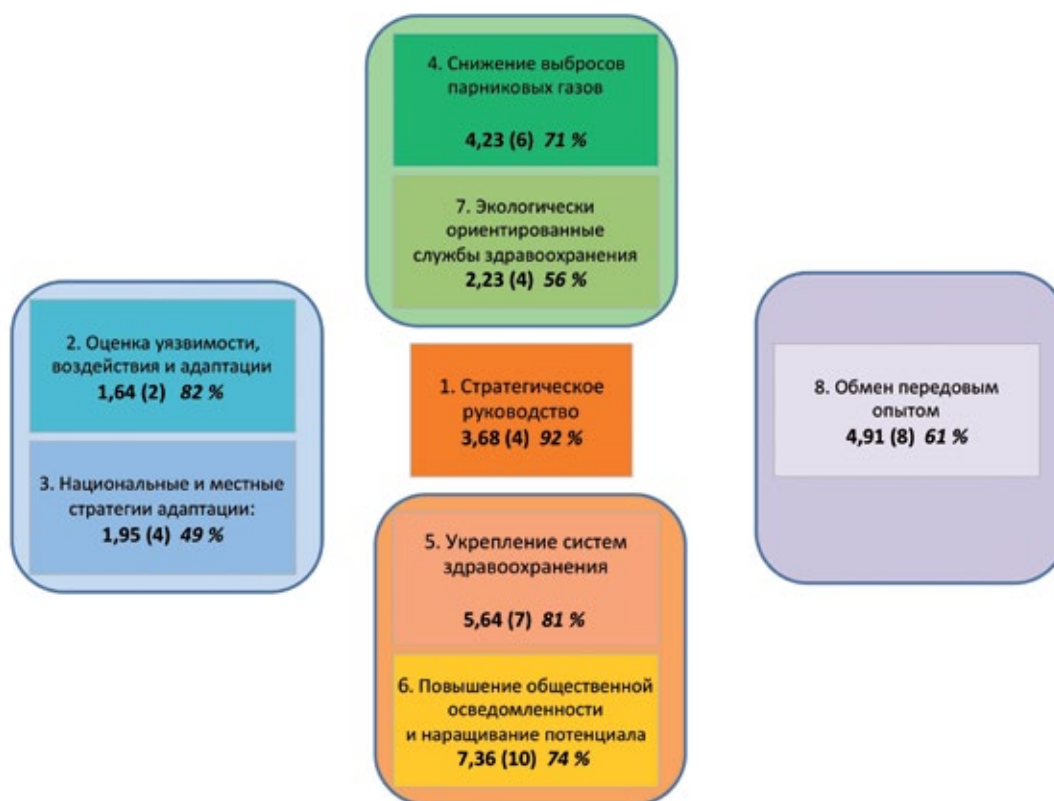 4. Снижение выбросов
парниковых газов
4,23 (6) 71 %
7. Экологически
ориентированные
службы здравоохранения
2,23 (4) 56 %
2. Оценка уязвимости,
воздействия и адаптации
1,64 (2) 82 %
3. Национальные и местные
стратегии адаптации:
1,95 (4) 49 %
1. Стратегическое
руководство
3,68 (4) 92 %
8. Обмен передовым
опытом
4,91 (8) 61 %
5. Укрепление систем
здравоохранения
5,64 (7) 81 %
6. Повышение общественной
осведомленности
и наращивание потенциала
7,36 (10) 74 %